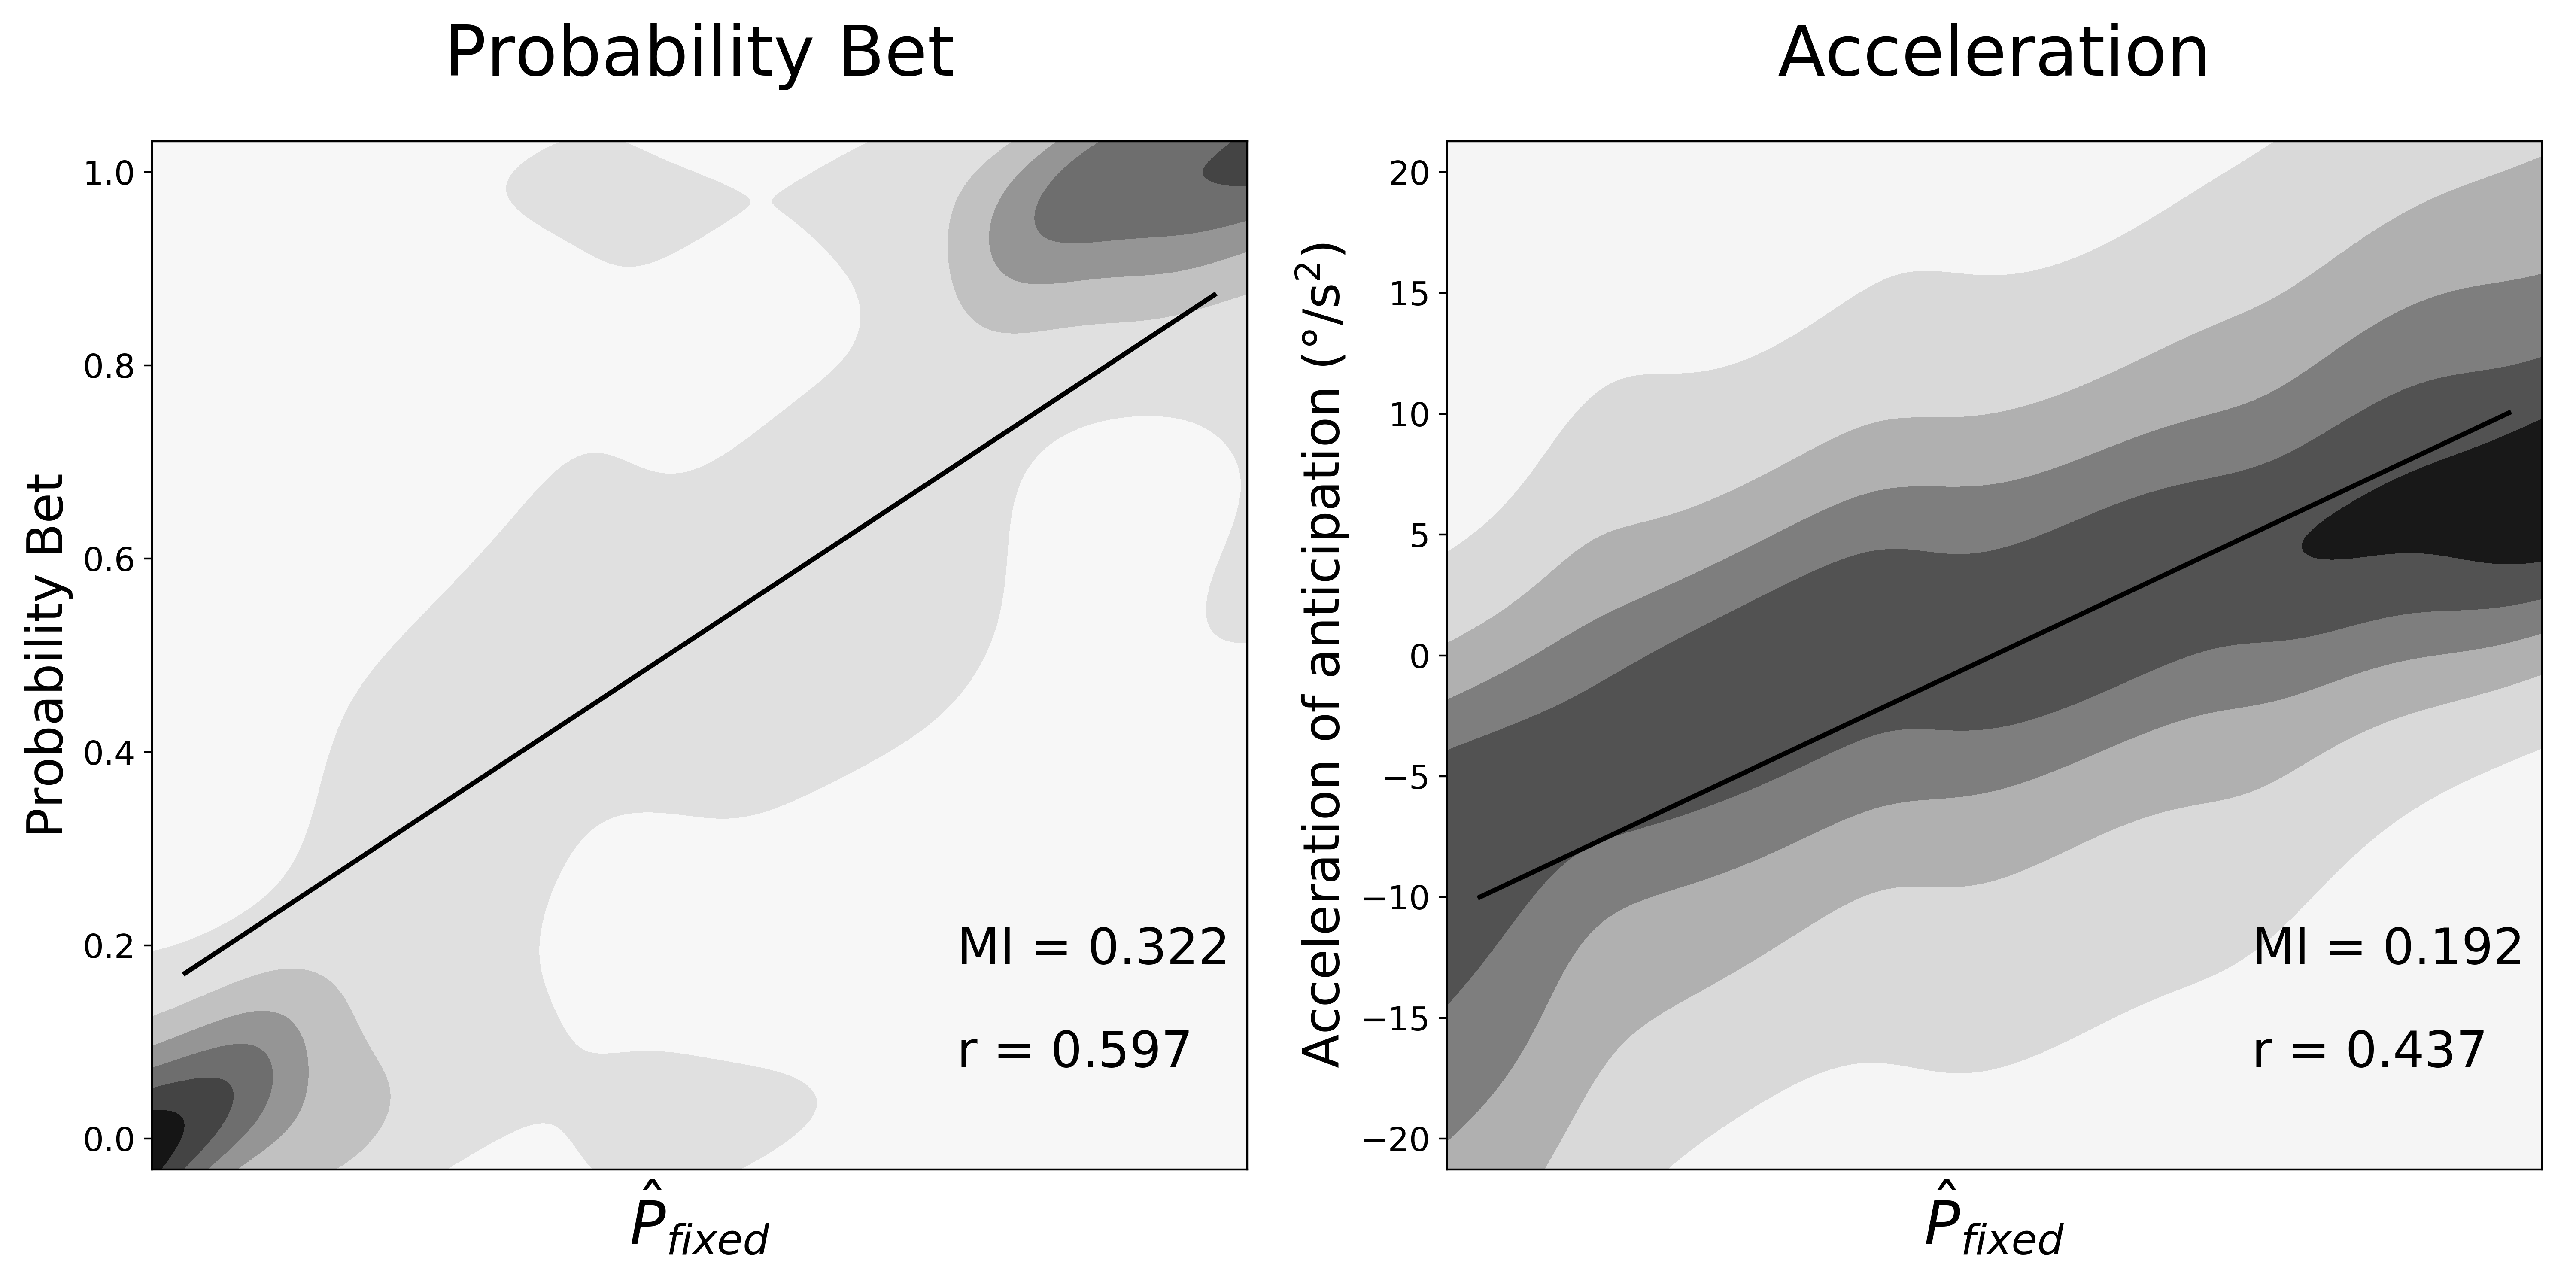 Probability Bet
Probability Bet
1.0
0.8
0.6
0.4
0.2
0.0
MI = 0.322
r = 0.597
P̂fixed
Acceleration
Acceleration of anticipation (°/s²)
20
15
10
5
0
−5
−10
−15
−20
MI = 0.192
r = 0.437
P̂fixed